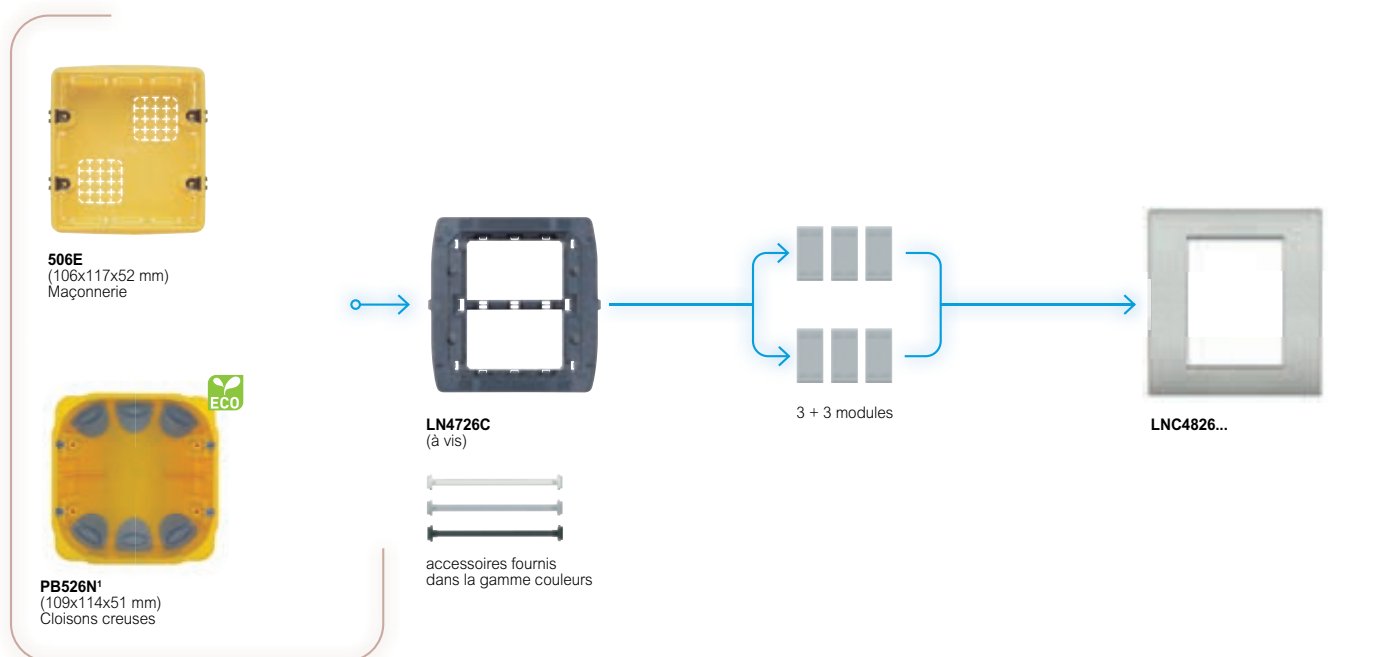 506E
(106x117x52 mm)
Maçonnerie
ECO
PB526N¹
(109x114x51 mm)
Cloisons creuses
LN4726C
(à vis)
accessoires fournis
dans la gamme couleurs
3 + 3 modules
LNC4826...